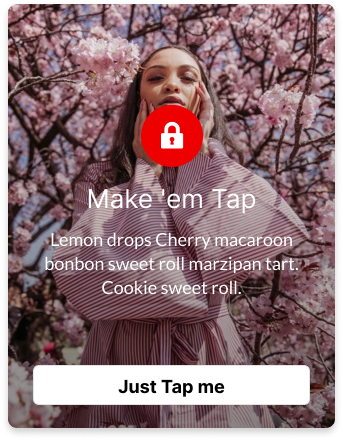 Make 'em Tap
Lemon drops Cherry macaroon
bonbon sweet roll marzipan tart.
Cookie sweet roll.
Just Tap me